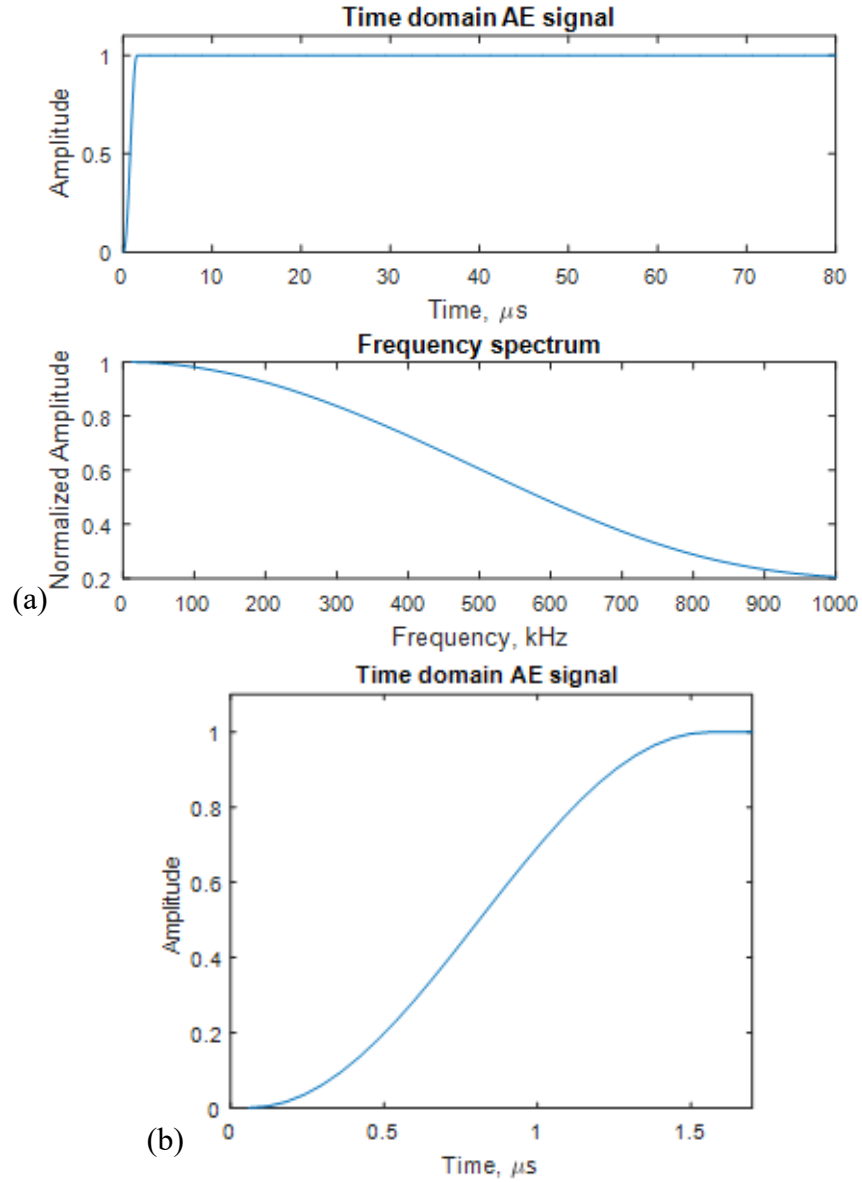 Time domain AE signal
1
0.5
0
Amplitude
0 10 20 30 40 50 60 70 80
Time, μs
Frequency spectrum
1
0.8
0.6
0.4
0.2
Normalized Amplitude
(a)
0 100 200 300 400 500 600 700 800 900 1000
Frequency, kHz
Time domain AE signal
1
0.8
0.6
0.4
0.2
0
Amplitude
(b)
0 0.5 1 1.5
Time, μs